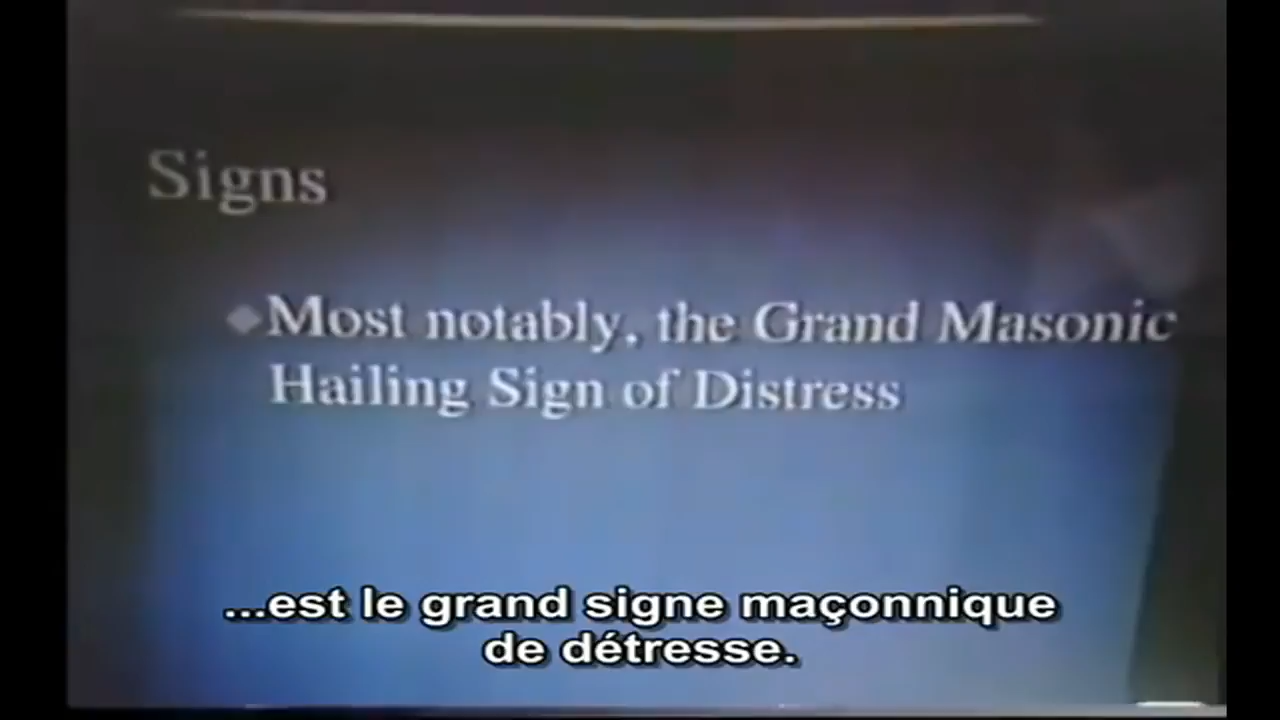 Signs
Most notably, the Grand Masonic
Hailing Sign of Distress
...est le grand signe maçonnique
de détresse.